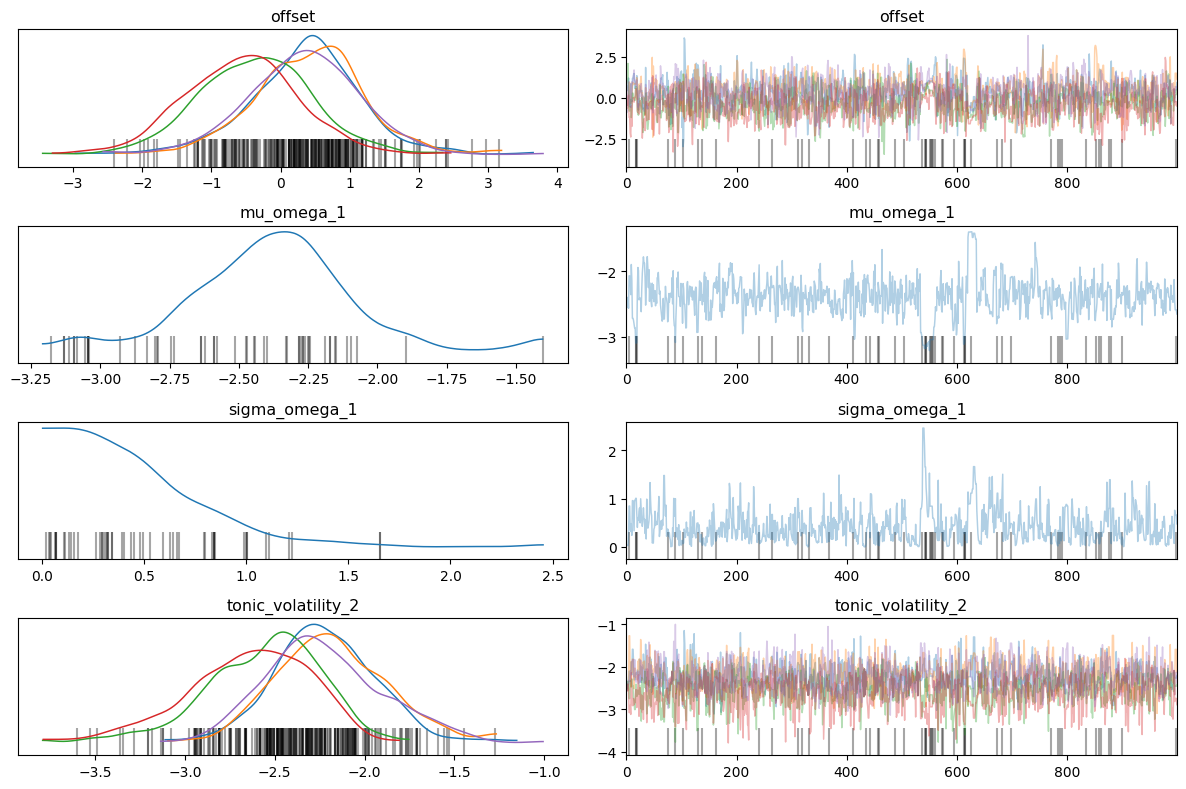 offset
offset
−3 −2 −1 0 1 2 3 4
2.5
0.0
−2.5
0 200 400 600 800
mu_omega_1
mu_omega_1
−3.25 −3.00 −2.75 −2.50 −2.25 −2.00 −1.75 −1.50
−2
−3
0 200 400 600 800
sigma_omega_1
sigma_omega_1
0.0 0.5 1.0 1.5 2.0 2.5
2
1
0
0 200 400 600 800
tonic_volatility_2
tonic_volatility_2
−3.5 −3.0 −2.5 −2.0 −1.5 −1.0
−1
−2
−3
−4
0 200 400 600 800